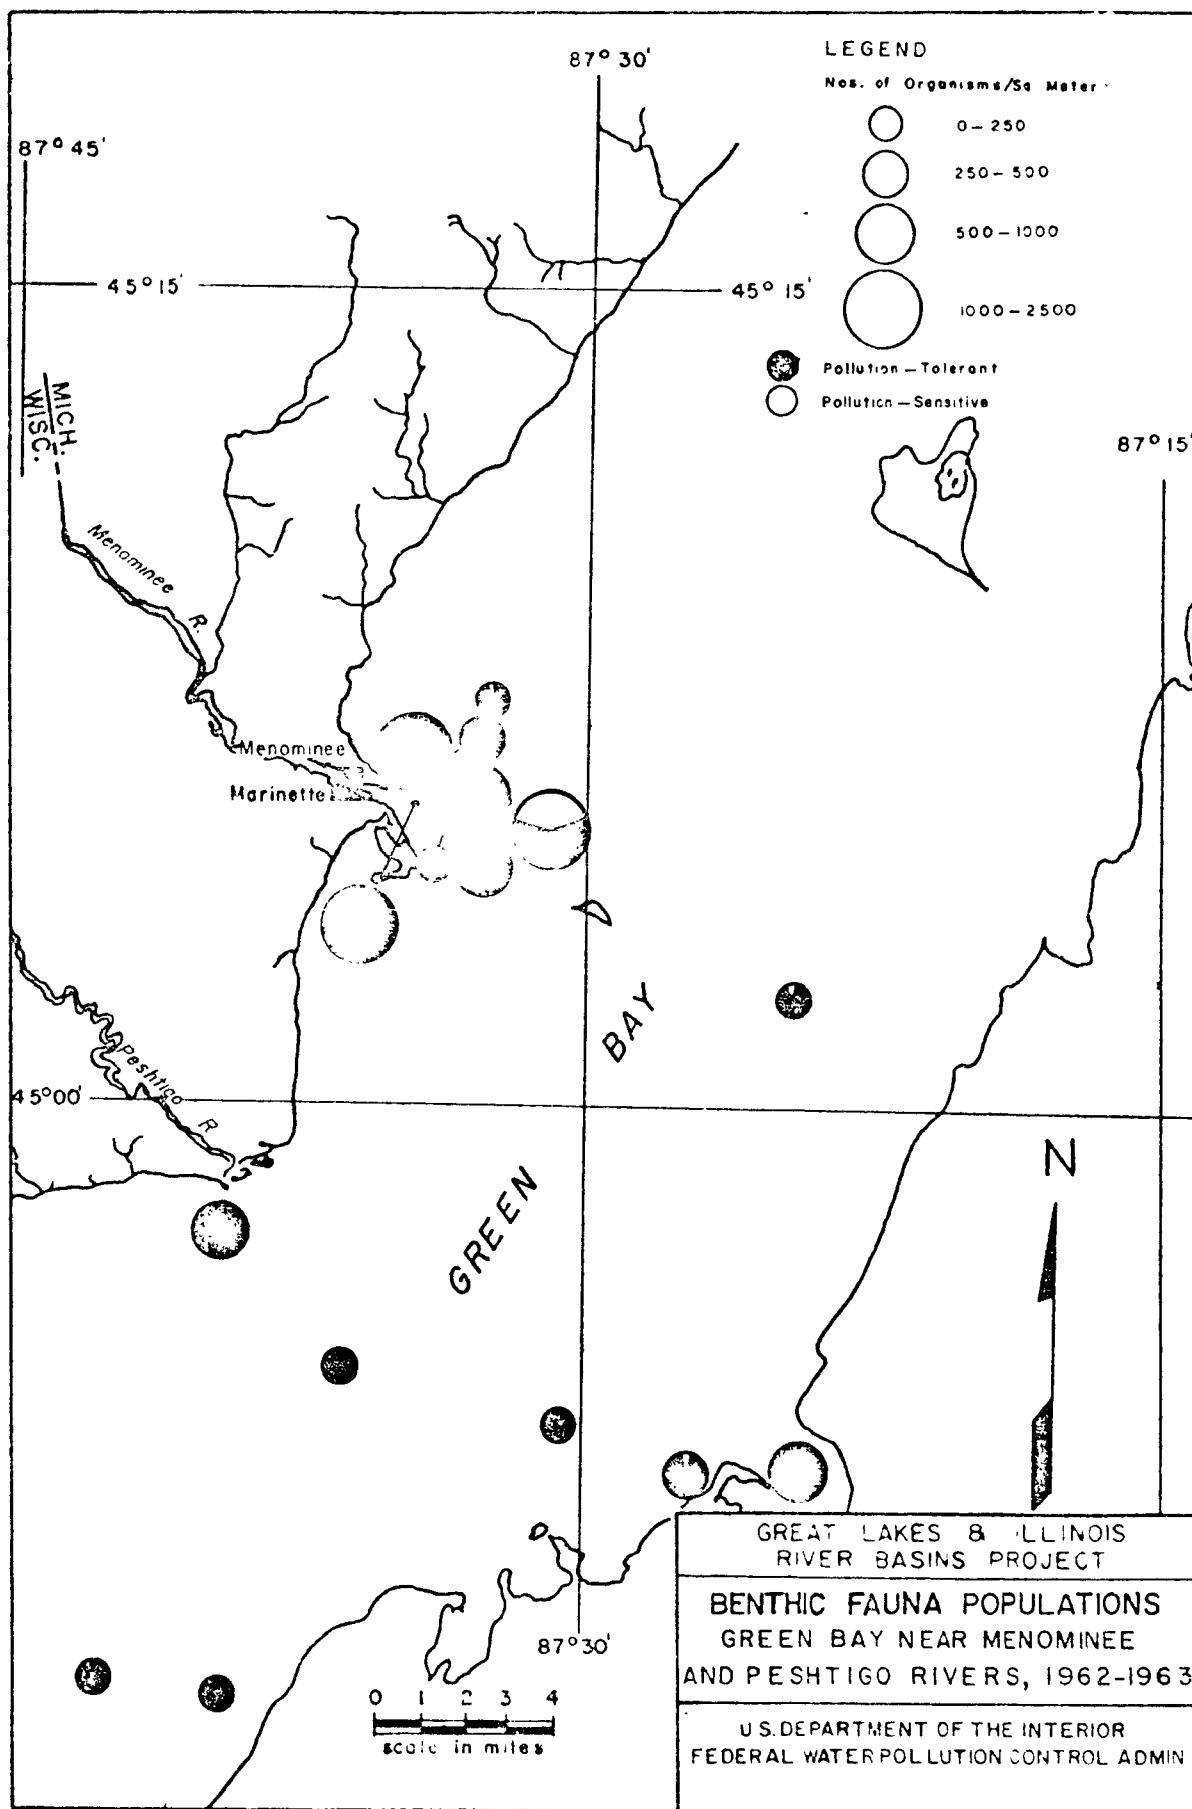 LEGEND
Nos. of Organisms/Sq Meter
0-250
250-500
500-1000
1000-2500
Pollution-Tolerant
Pollution-Sensitive
87° 30'
87° 45'
45° 15'
45° 15'
MICH.
WISC.
87° 15'
Menominee R.
Menominee
Marinette
BAY
Peshtigo R
45°00'
N
GREEN
87°30'
0 1 2 3 4
scale in miles
GREAT LAKES & ILLINOIS
RIVER BASINS PROJECT
BENTHIC FAUNA POPULATIONS
GREEN BAY NEAR MENOMINEE
AND PESHTIGO RIVERS, 1962-1963
U.S. DEPARTMENT OF THE INTERIOR
FEDERAL WATER POLLUTION CONTROL ADMIN